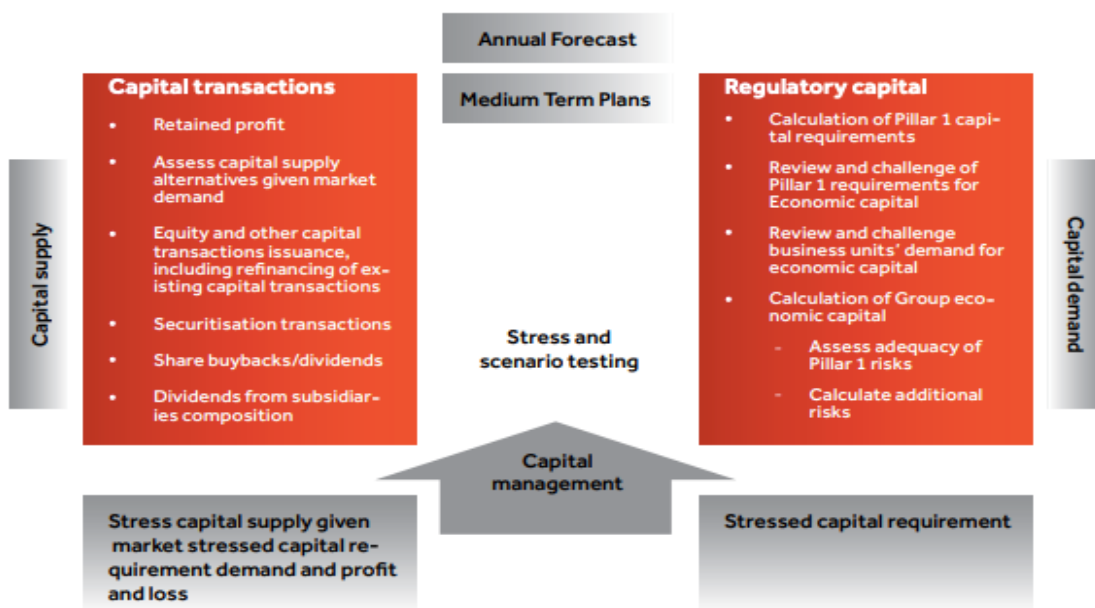 Annual Forecast
Medium Term Plans
Capital supply
Capital transactions
• Retained profit
• Assess capital supply
alternatives given market
demand
• Equity and other capital
transactions issuance,
including refinancing of ex-
isting capital transactions
• Securitisation transactions
• Share buybacks/dividends
• Dividends from subsidiar-
ies composition
Stress and
scenario testing
Capital
management
Regulatory capital
• Calculation of Pillar 1 capi-
tal requirements
• Review and challenge of
Pillar 1 requirements for
Economic capital
• Review and challenge
business units’ demand for
economic capital
• Calculation of Group eco-
nomic capital
- Assess adequacy of
Pillar 1 risks
- Calculate additional
risks
Capital demand
Stress capital supply given
market stressed capital re-
quirement demand and profit
and loss
Stressed capital requirement